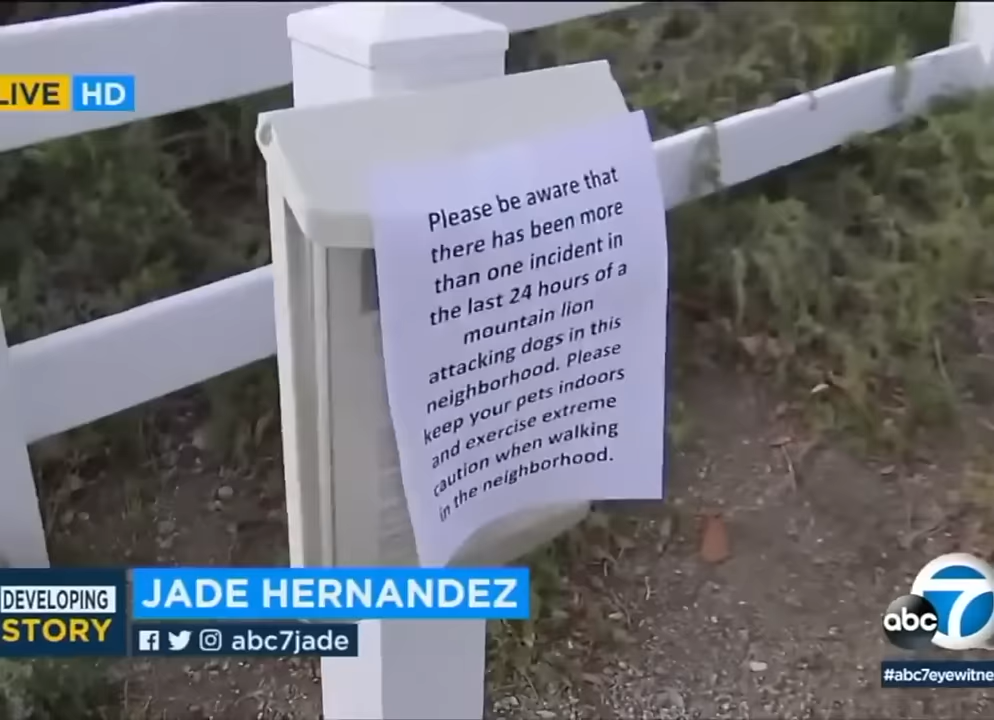 LIVE HD
Please be aware that
there has been more
than one incident in
the last 24 hours of a
mountain lion
attacking dogs in this
neighborhood. Please
keep your pets indoors
and exercise extreme
caution when walking
in the neighborhood.
DEVELOPING
STORY
JADE HERNANDEZ
abc7jade
abc 7
#abc7eyewitne